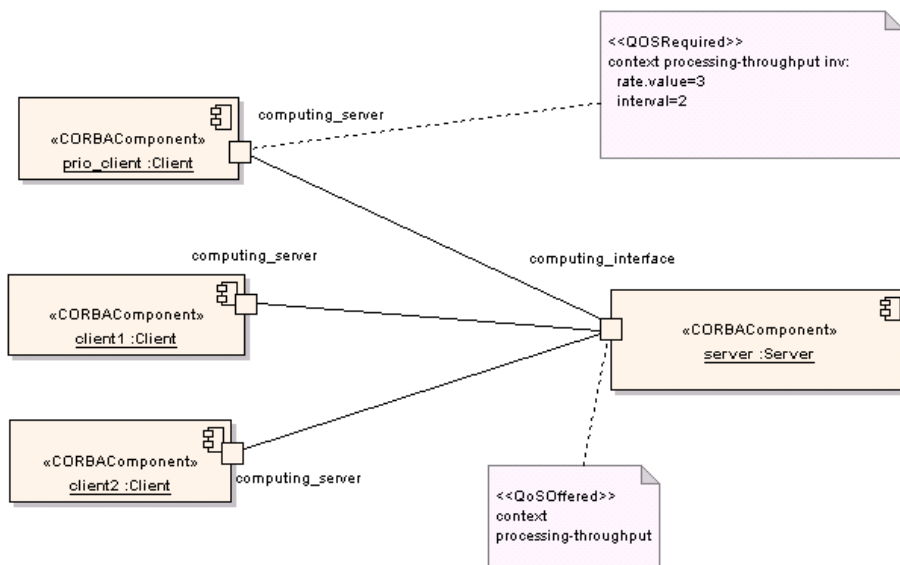 <<QOSRequired>>
context processing-throughput inv:
rate.value=3
interval=2
computing_server
«CORBAComponent»
prio_client :Client
computing_server
computing_interface
«CORBAComponent»
client1 :Client
«CORBAComponent»
server :Server
«CORBAComponent»
client2 :Client
computing_server
<<QoSOffered>>
context
processing-throughput